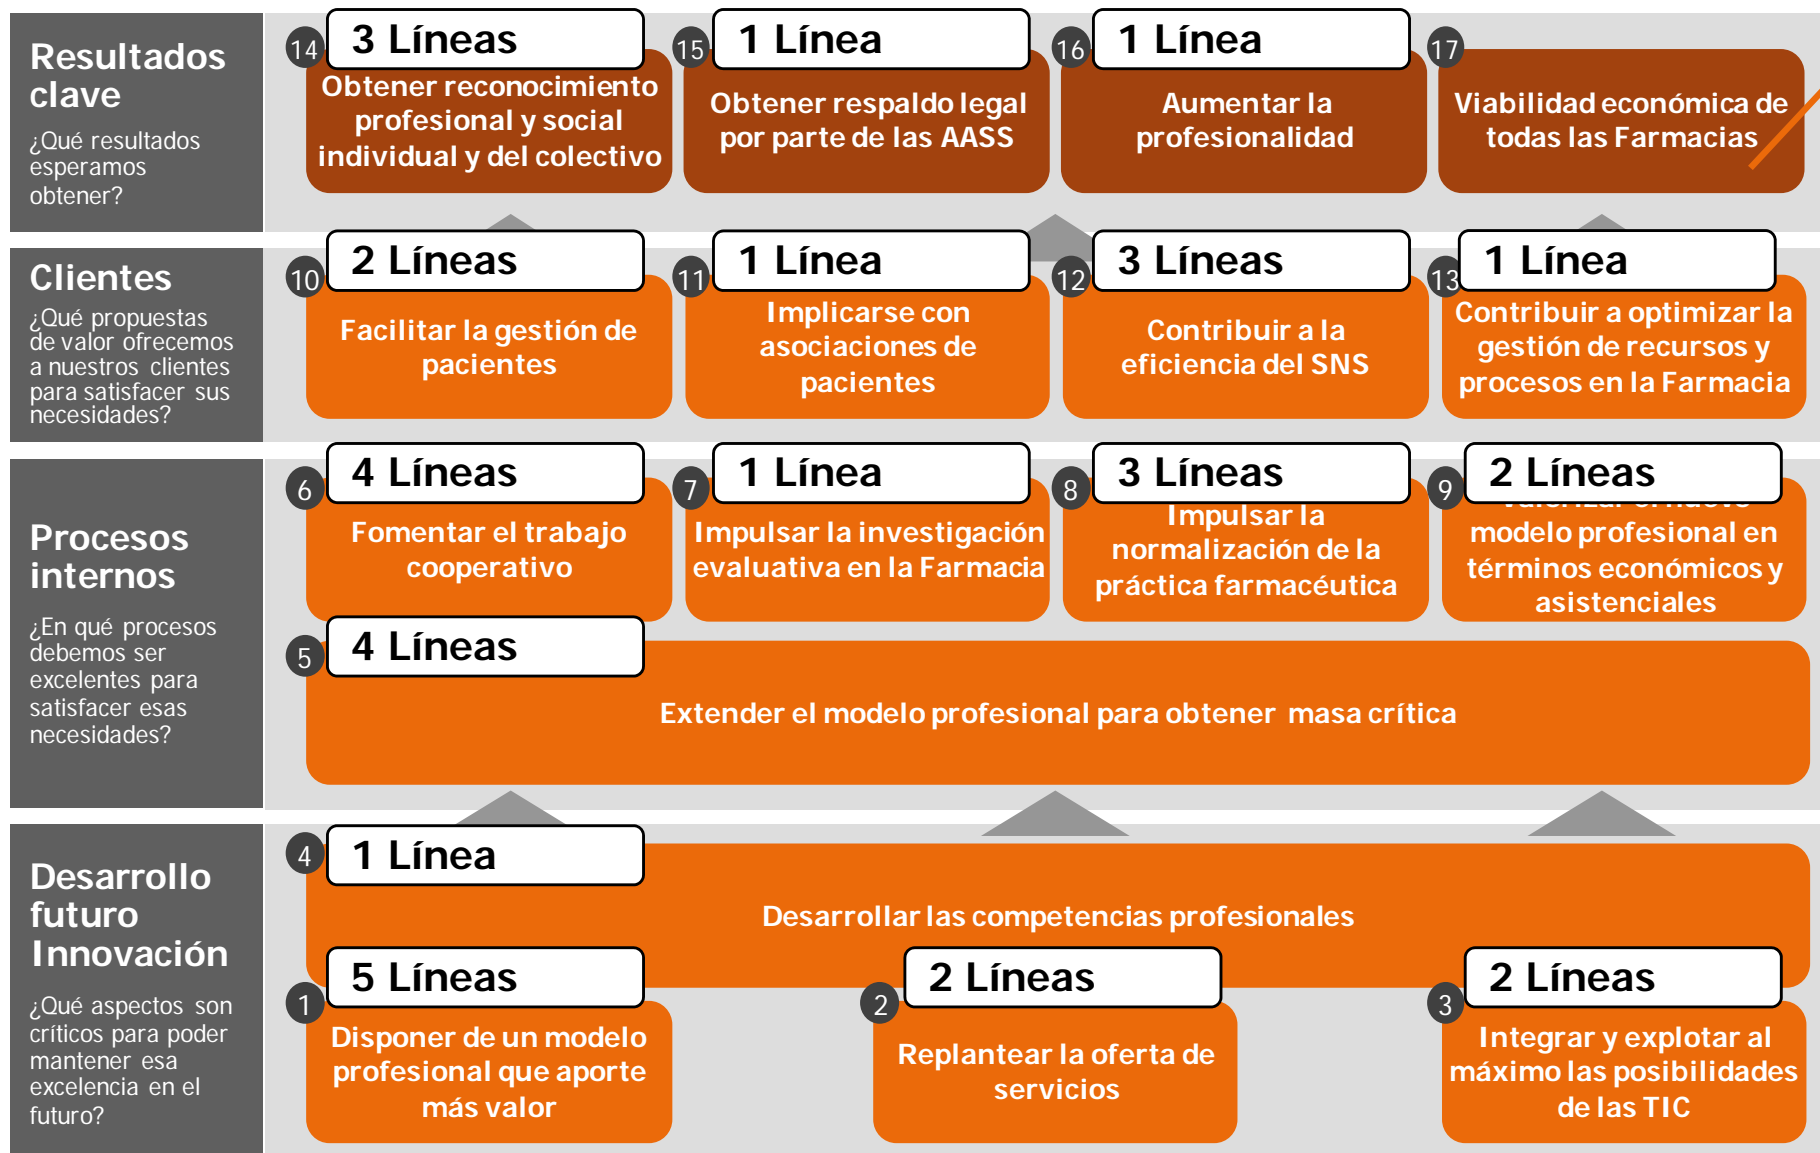 Resultados
clave
¿Qué resultados
esperamos
obtener?
14
3 Líneas
Obtener reconocimiento
profesional y social
individual y del colectivo
15
1 Línea
Obtener respaldo legal
por parte de las AASS
16
1 Línea
Aumentar la
profesionalidad
17
Viabilidad económica de
todas las Farmacias
Clientes
¿Qué propuestas
de valor ofrecemos
a nuestros clientes
para satisfacer sus
necesidades?
10
2 Líneas
Facilitar la gestión de
pacientes
11
1 Línea
Implicarse con
asociaciones de
pacientes
12
3 Líneas
Contribuir a la
eficiencia del SNS
13
1 Línea
Contribuir a optimizar la
gestión de recursos y
procesos en la Farmacia
Procesos
internos
¿En qué procesos
debemos ser
excelentes para
satisfacer esas
necesidades?
6
4 Líneas
Fomentar el trabajo
cooperativo
7
1 Línea
Impulsar la investigación
evaluativa en la Farmacia
8
3 Líneas
Impulsar la
normalización de la
práctica farmacéutica
9
2 Líneas
modelo profesional en
términos económicos y
asistenciales
5
4 Líneas
Extender el modelo profesional para obtener masa crítica
Desarrollo
futuro
Innovación
¿Qué aspectos son
críticos para poder
mantener esa
excelencia en el
futuro?
4
1 Línea
Desarrollar las competencias profesionales
1
5 Líneas
Disponer de un modelo
profesional que aporte
más valor
2
2 Líneas
Replantear la oferta de
servicios
3
2 Líneas
Integrar y explotar al
máximo las posibilidades
de las TIC